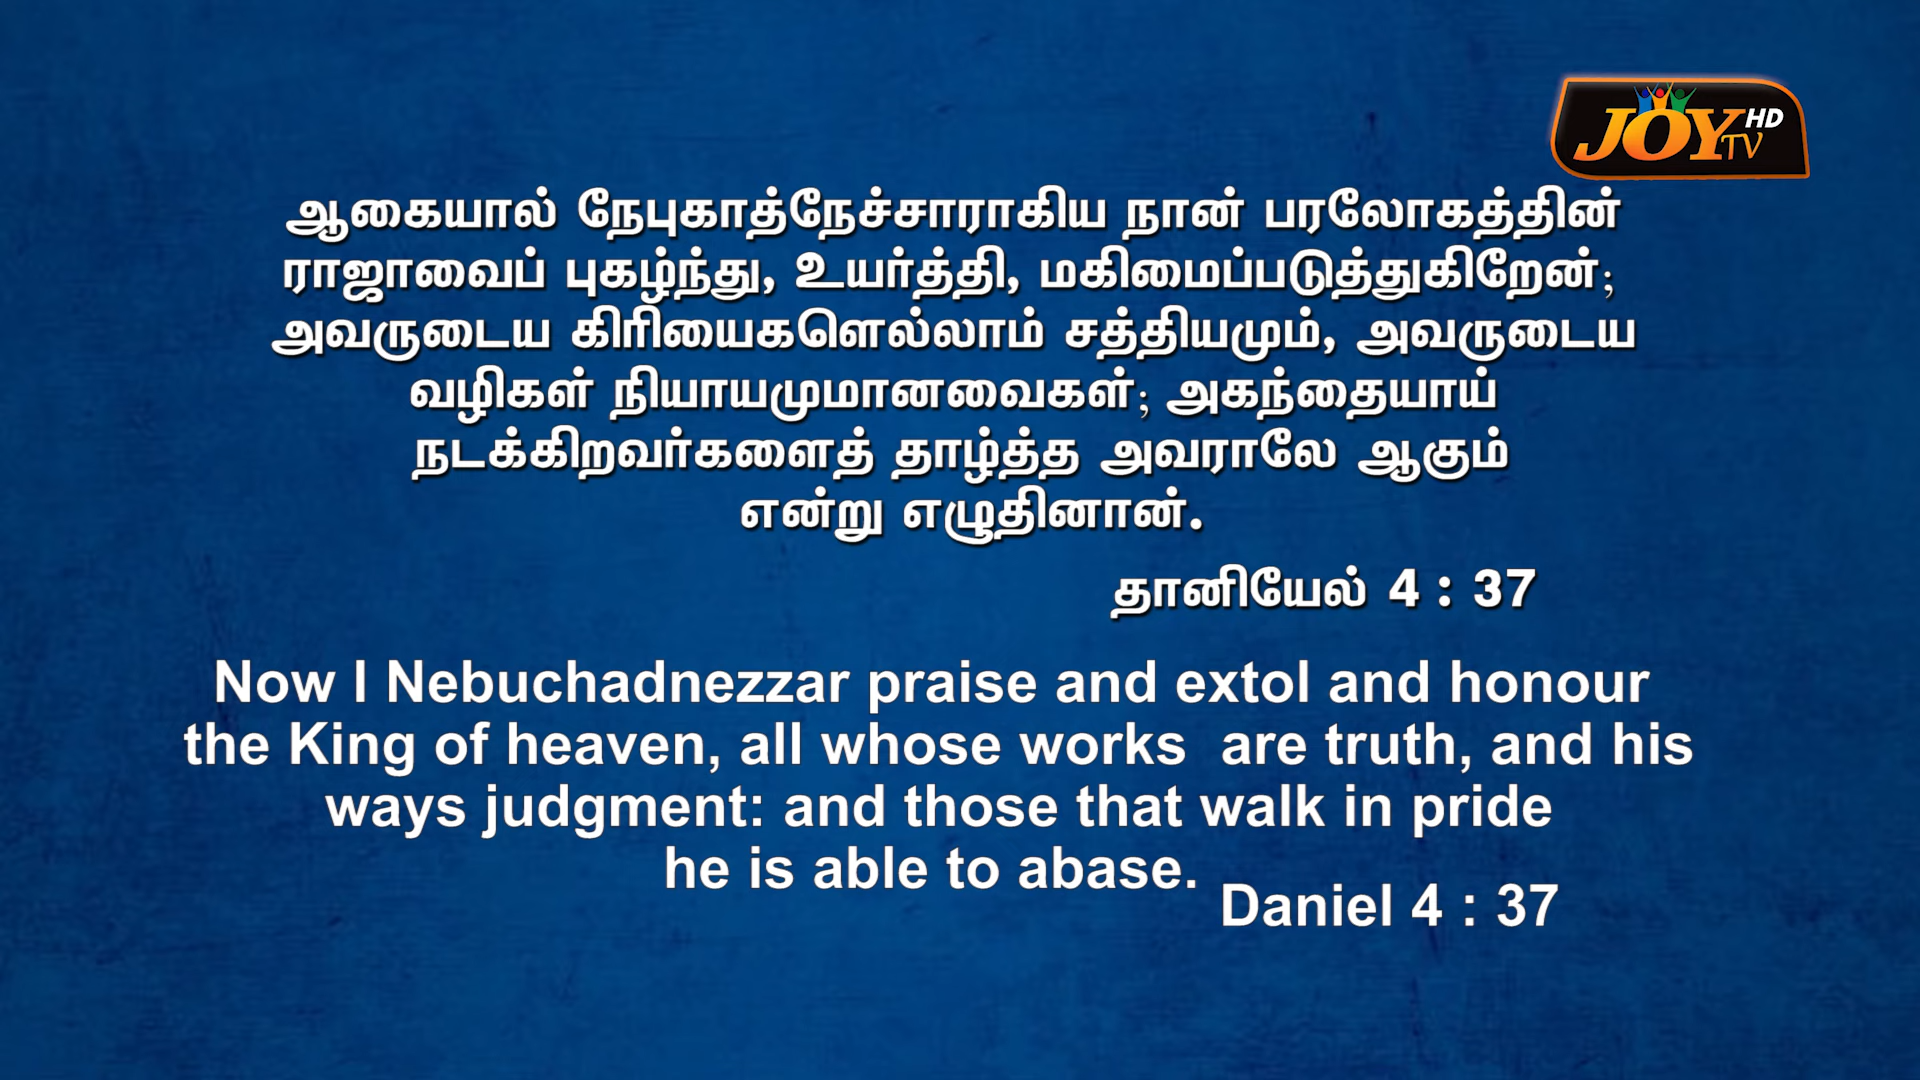 JOY TV HD
ஆகையால் நேபுகாத்நேச்சாராகிய நான் பரலோகத்தின்
ராஜாவைப் புகழ்ந்து, உயர்த்தி, மகிமைப்படுத்துகிறேன்;
அவருடைய கிரியைகளெல்லாம் சத்தியமும், அவருடைய
வழிகள் நியாயமுமானவைகள்; அகந்தையாய்
நடக்கிறவர்களைத் தாழ்த்த அவராலே ஆகும்
என்று எழுதினான்.
தானியேல் 4 : 37
Now I Nebuchadnezzar praise and extol and honour
the King of heaven, all whose works are truth, and his
ways judgment: and those that walk in pride
he is able to abase.
Daniel 4 : 37